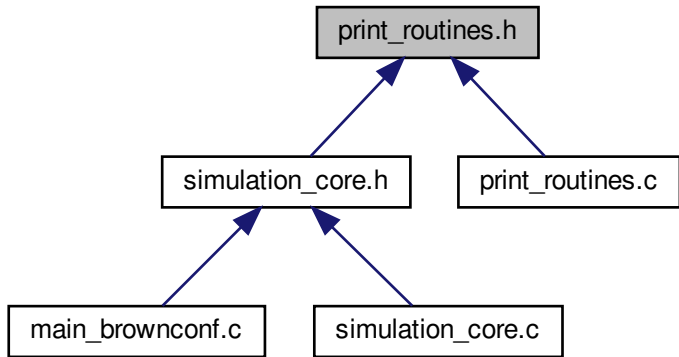 print_routines.h
simulation_core.h
print_routines.c
main_brownconf.c
simulation_core.c